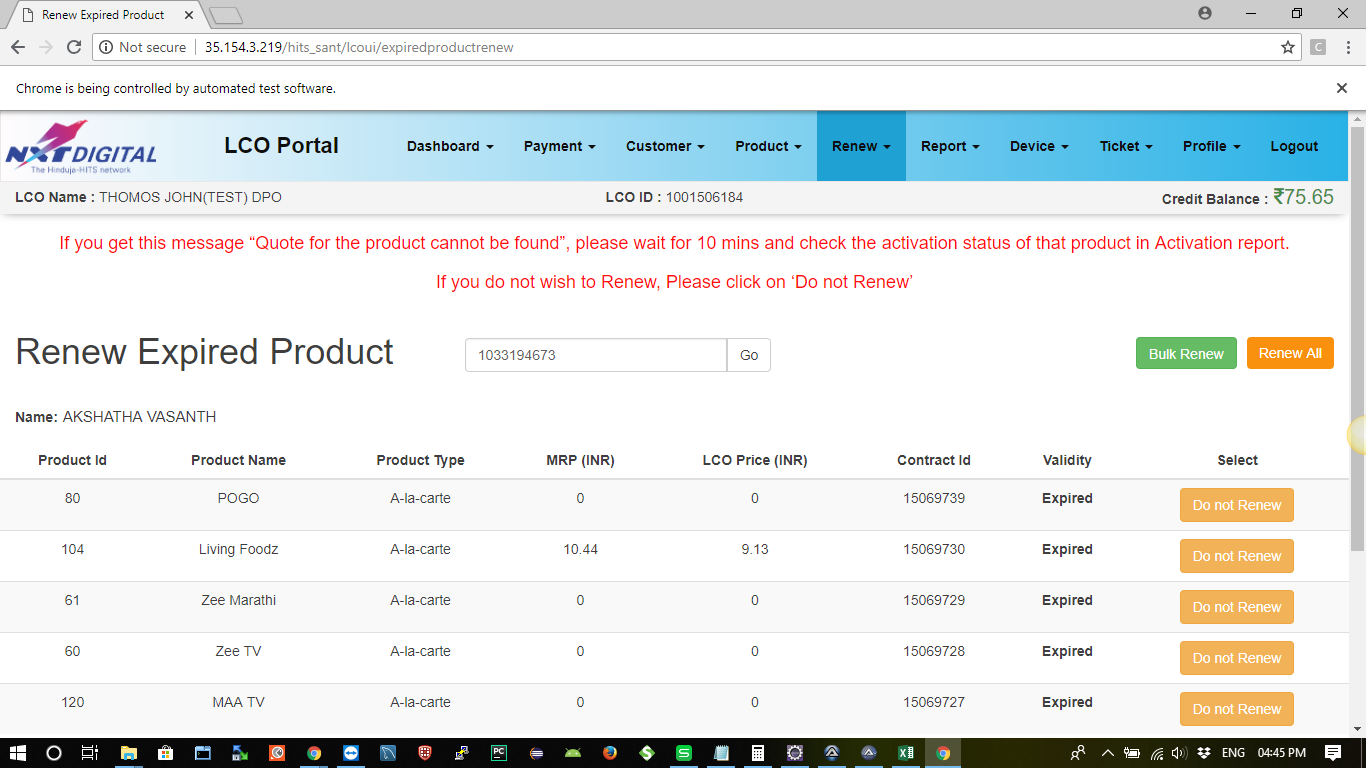 Renew Expired Product
Not secure 35.154.3.219/hits_sant/lcoui/expiredproductrenew
Chrome is being controlled by automated test software.
NXT DIGITAL
The Hinduja-HITS network
LCO Portal
Dashboard Payment Customer Product Renew Report Device Ticket Profile Logout
LCO Name : THOMOS JOHN(TEST) DPO LCO ID : 1001506184 Credit Balance : ₹75.65
If you get this message “Quote for the product cannot be found”, please wait for 10 mins and check the activation status of that product in Activation report.
If you do not wish to Renew, Please click on ‘Do not Renew’
Renew Expired Product 1033194673 Go Bulk Renew Renew All
Name: AKSHATHA VASANTH
Product Id Product Name Product Type MRP (INR) LCO Price (INR) Contract Id Validity Select
80 POGO A-la-carte 0 0 15069739 Expired Do not Renew
104 Living Foodz A-la-carte 10.44 9.13 15069730 Expired Do not Renew
61 Zee Marathi A-la-carte 0 0 15069729 Expired Do not Renew
60 Zee TV A-la-carte 0 0 15069728 Expired Do not Renew
120 MAA TV A-la-carte 0 0 15069727 Expired Do not Renew
PC ENG 04:45 PM